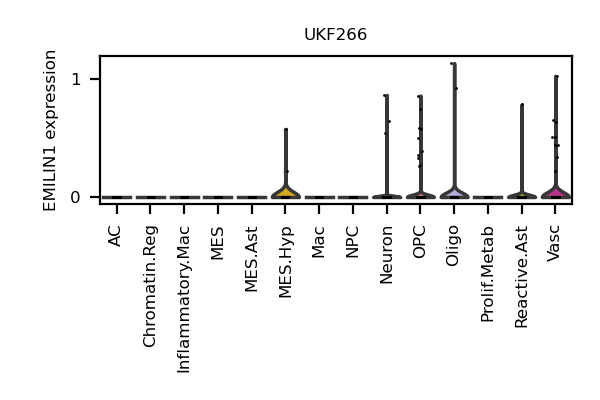 UKF266
EMILIN1 expression
1
0
AC
Chromatin.Reg
Inflammatory.Mac
MES
MES.Ast
MES.Hyp
Mac
NPC
Neuron
OPC
Oligo
Prolif.Metab
Reactive.Ast
Vasc